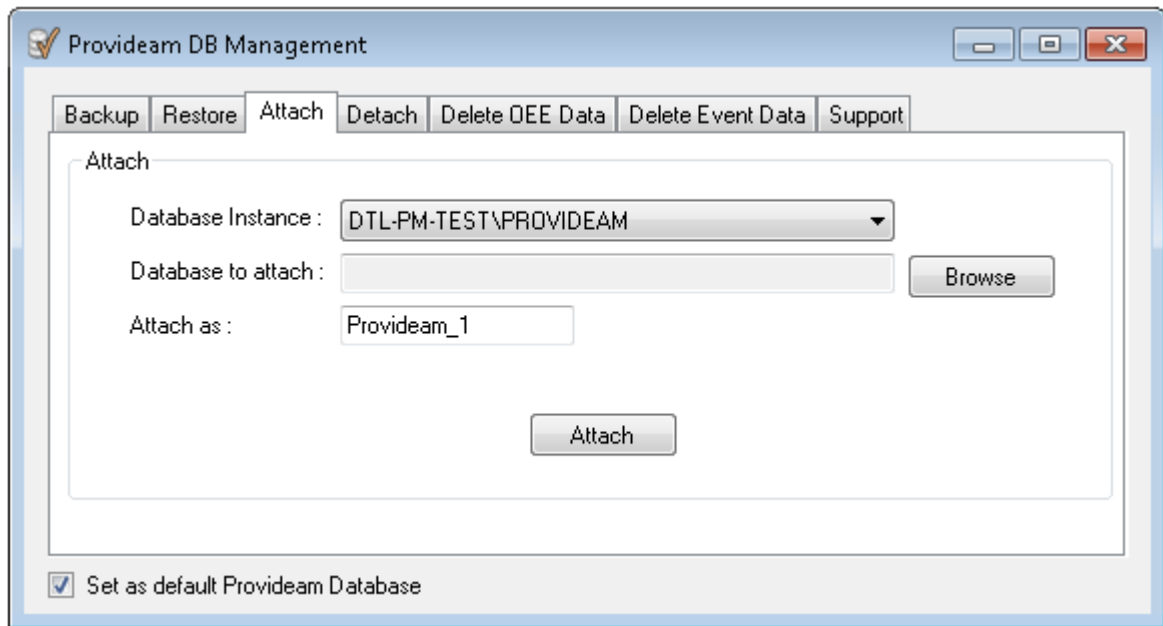 Provideam DB Management
Backup Restore Attach Detach Delete OEE Data Delete Event Data Support
Attach
Database Instance : DTL-PM-TEST\PROVIDEAM
Database to attach : Browse
Attach as : Provideam_1
Attach
Set as default Provideam Database